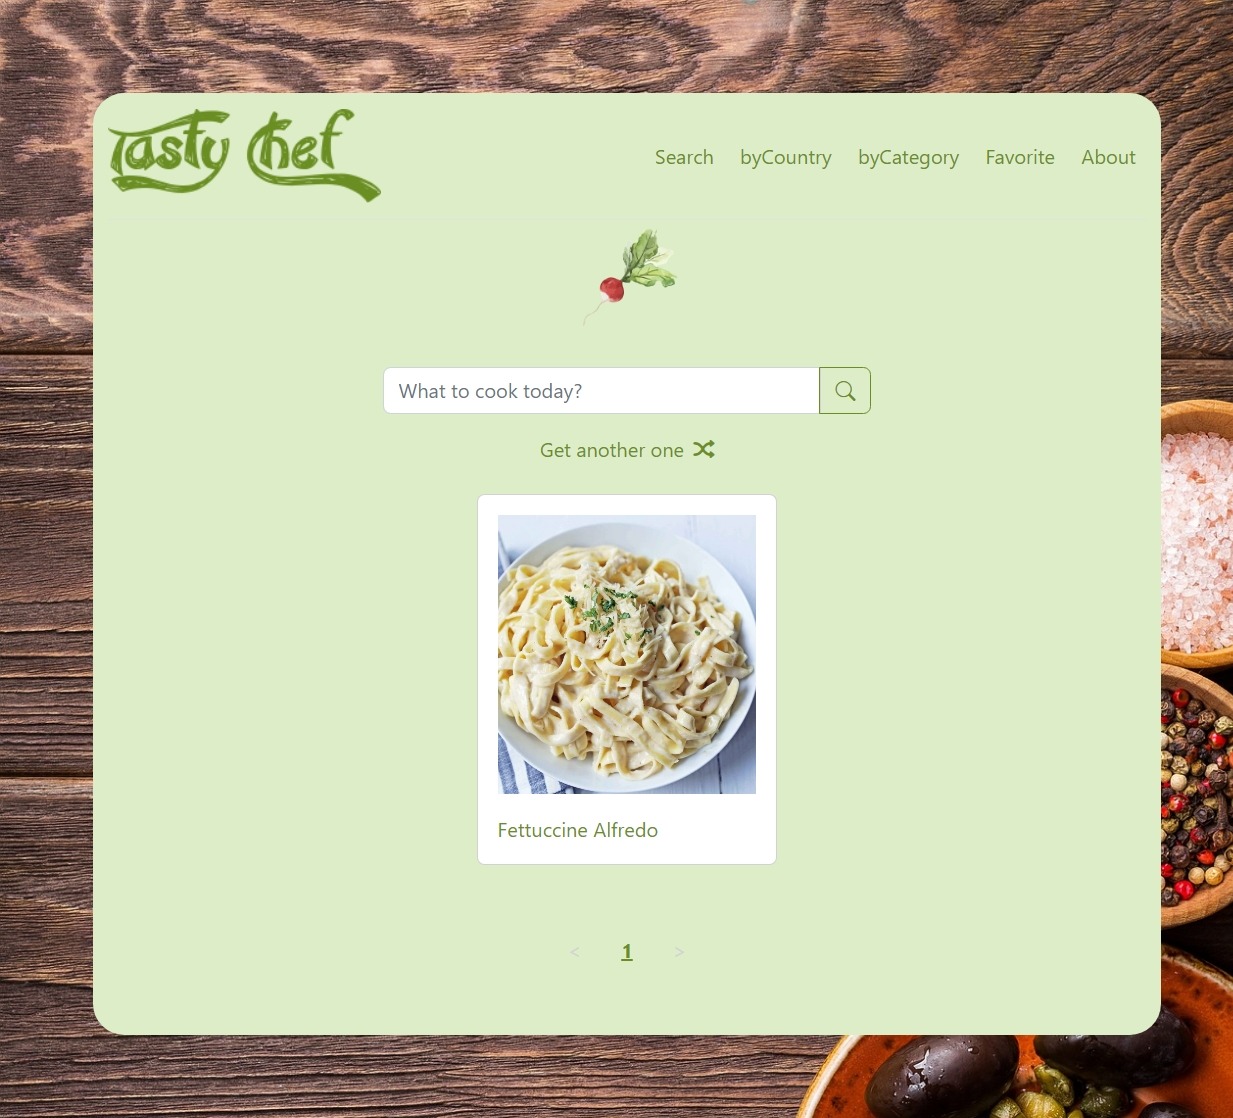 Tasty Chef
Search byCountry byCategory Favorite About
What to cook today?
Get another one
Fettuccine Alfredo
< 1 >